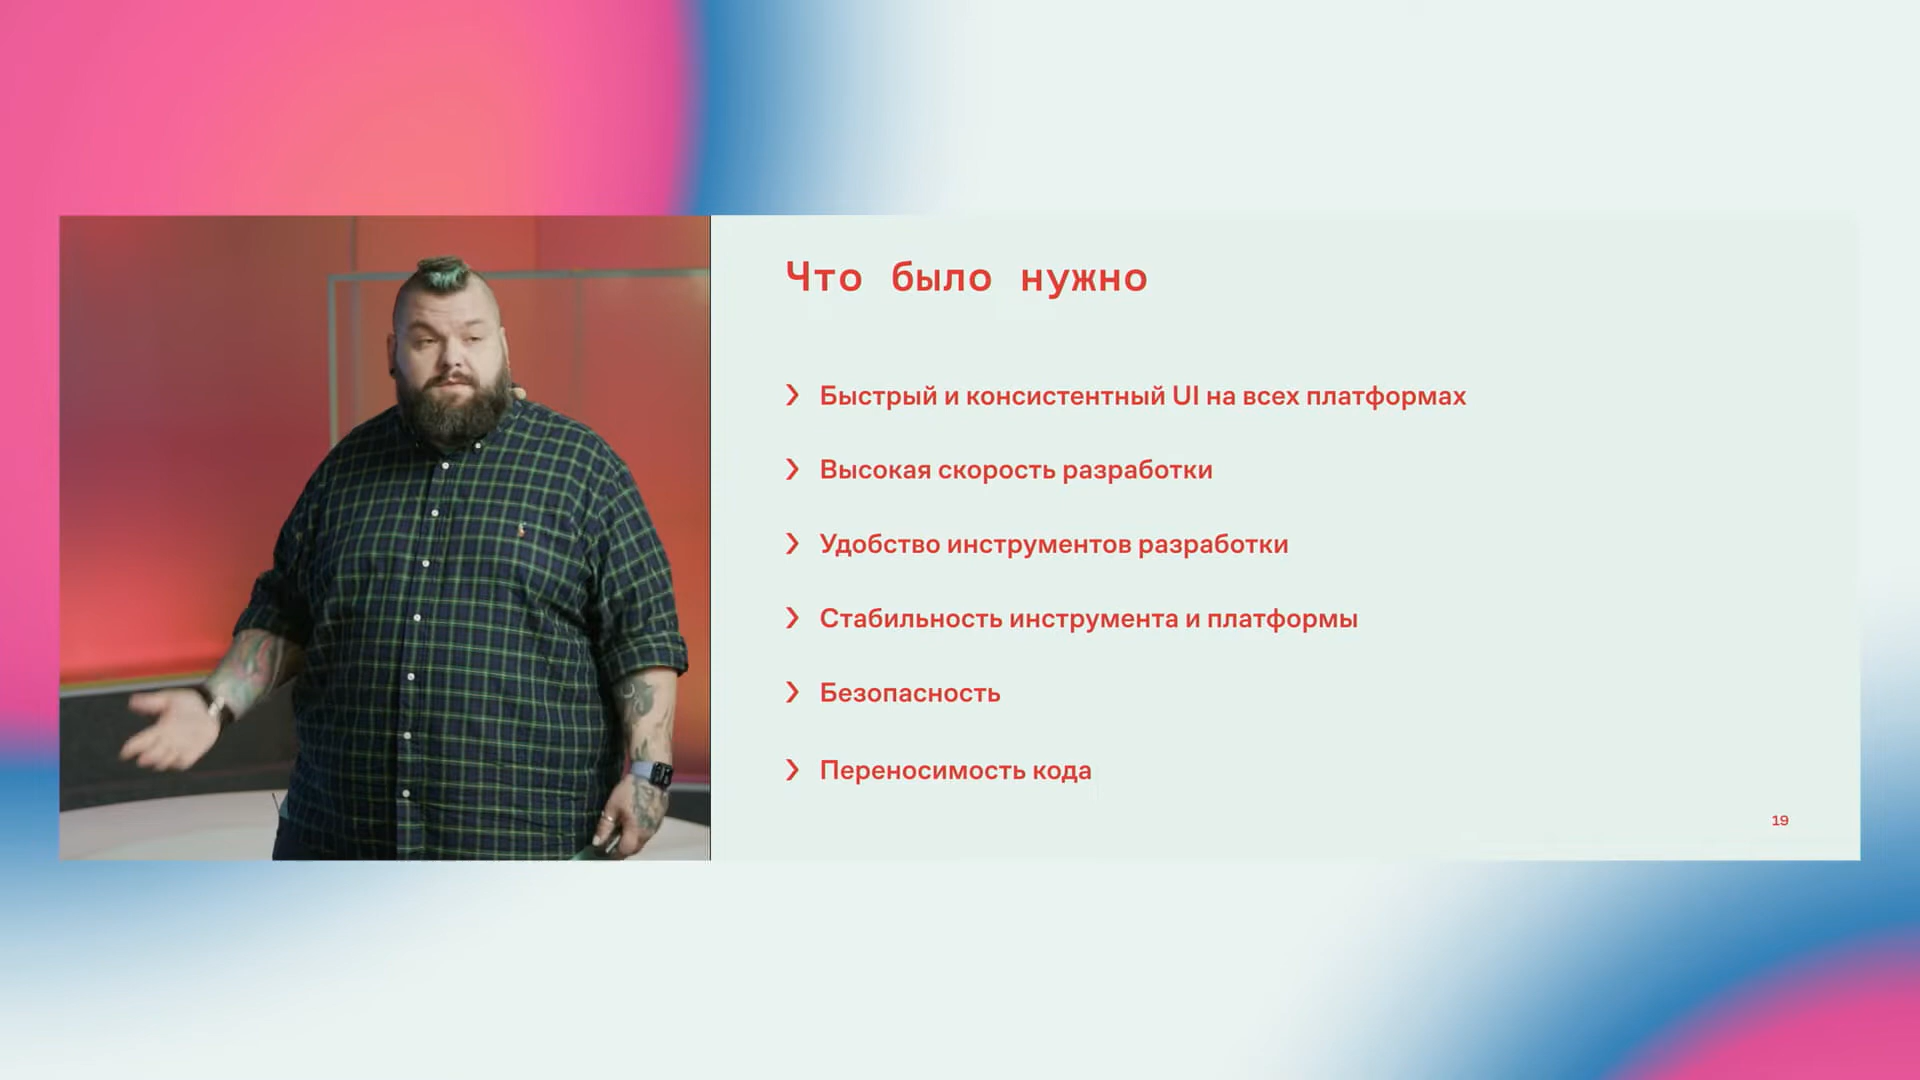 Что было нужно
Быстрый и консистентный UI на всех платформах
Высокая скорость разработки
Удобство инструментов разработки
Стабильность инструмента и платформы
Безопасность
Переносимость кода
19